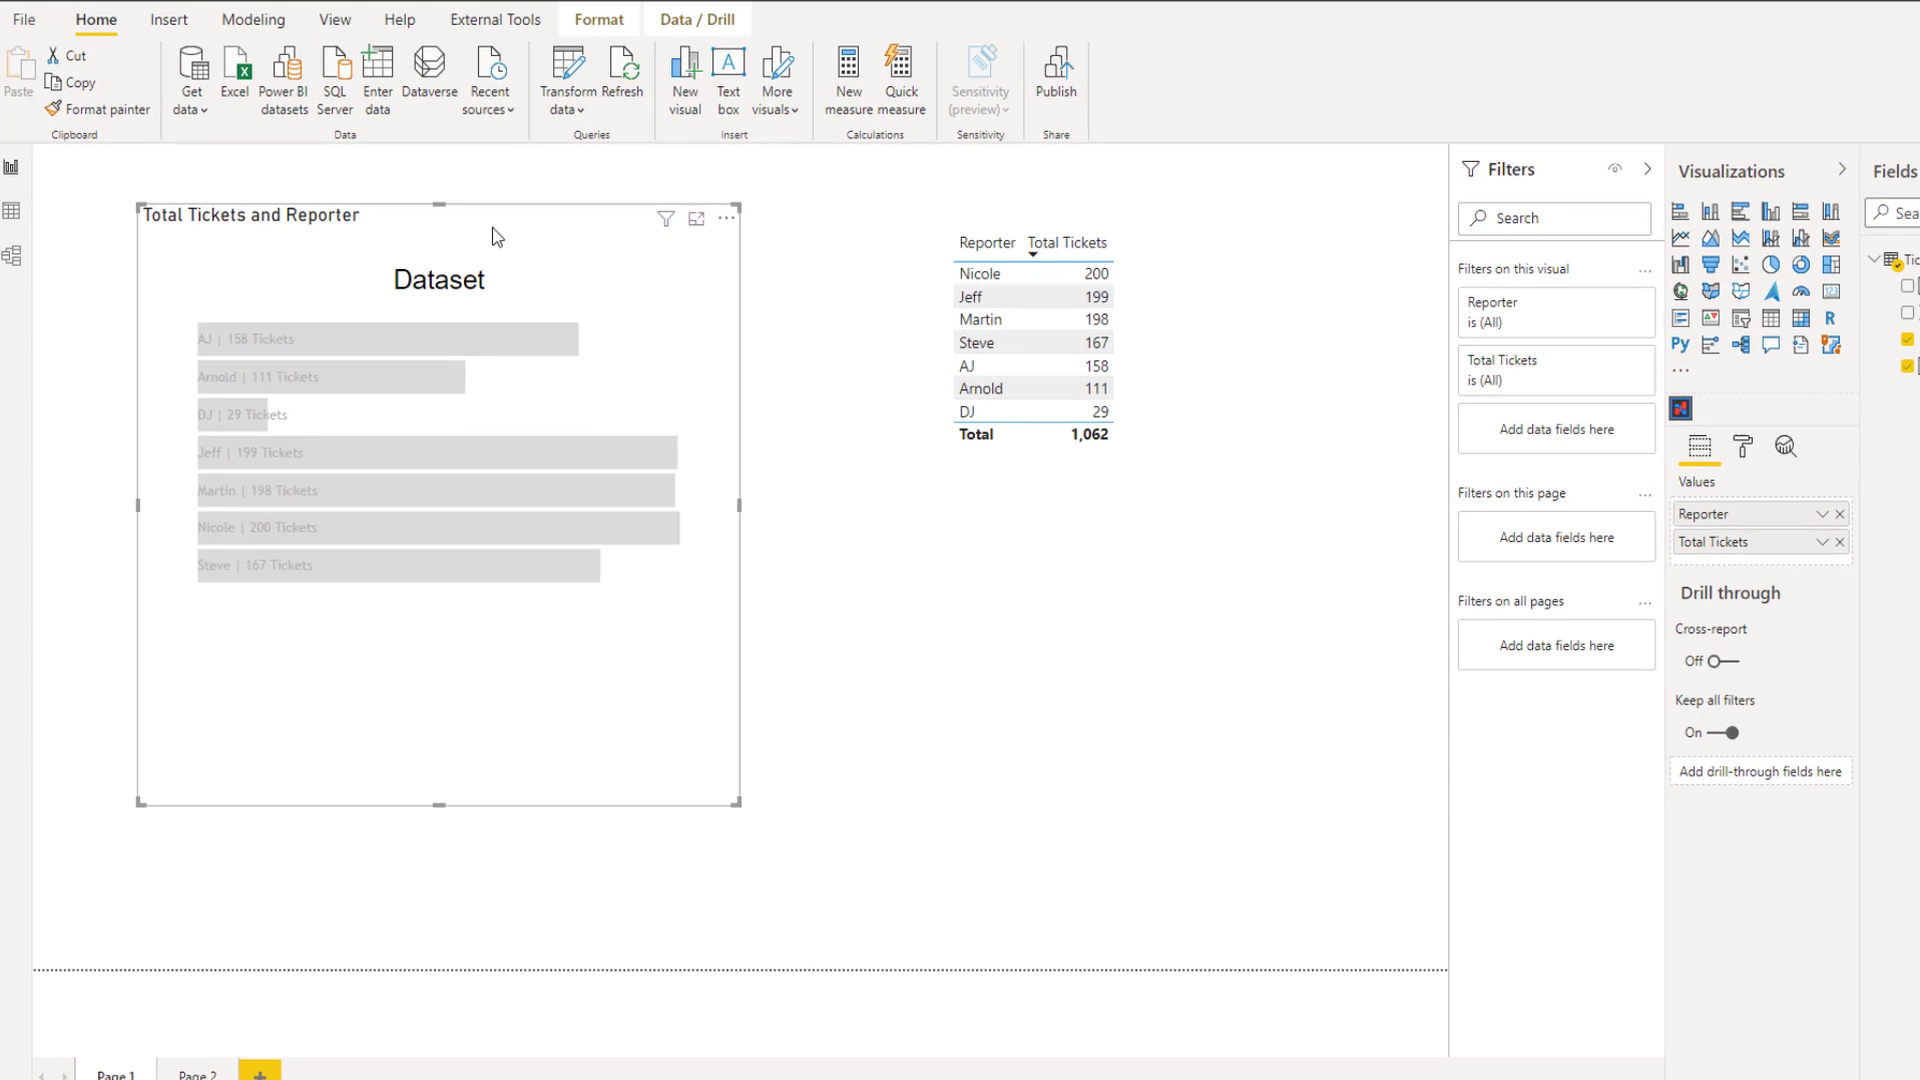 File Home Insert Modeling View Help External Tools Format Data / Drill
Paste
Cut
Copy
Format painter
Clipboard
Get data
Excel
Power BI datasets
SQL Server
Enter data
Dataverse
Recent sources
Data
Transform data
Refresh
Queries
New visual
Text box
More visuals
Insert
New measure
Quick measure
Calculations
Sensitivity (preview)
Sensitivity
Publish
Share
Total Tickets and Reporter
Dataset
AJ | 158 Tickets
Arnold | 111 Tickets
DJ | 29 Tickets
Jeff | 199 Tickets
Martin | 198 Tickets
Nicole | 200 Tickets
Steve | 167 Tickets
Reporter Total Tickets
Nicole 200
Jeff 199
Martin 198
Steve 167
AJ 158
Arnold 111
DJ 29
Total 1,062
Filters
Search
Filters on this visual ...
Reporter
is (All)
Total Tickets
is (All)
Add data fields here
Filters on this page ...
Add data fields here
Filters on all pages ...
Add data fields here
Visualizations
R
Py
...
Values
Reporter
Total Tickets
Drill through
Cross-report
Off
Keep all filters
On
Add drill-through fields here
Fields
Sea
Tic
Page 1 Page 2 +